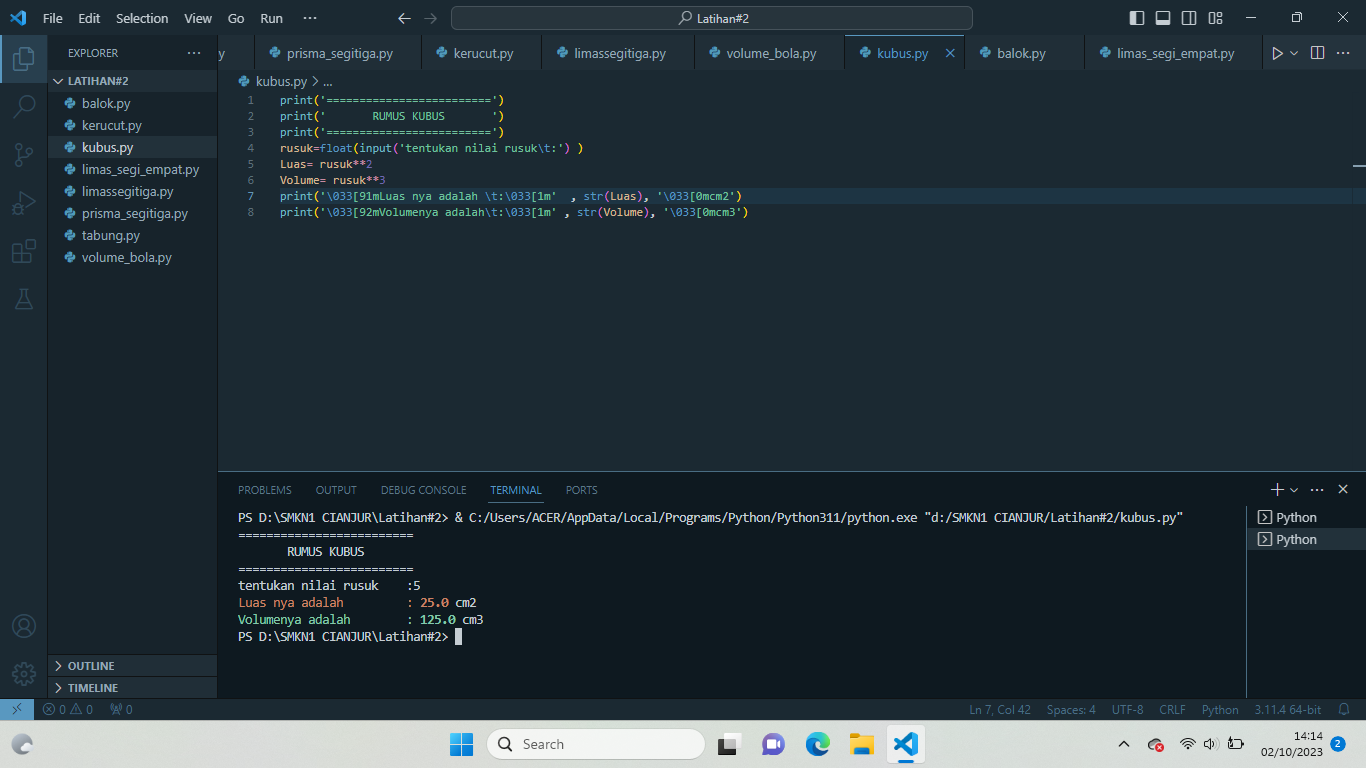 File Edit Selection View Go Run ···
Latihan#2
EXPLORER ···
y prisma_segitiga.py kerucut.py limassegitiga.py volume_bola.py kubus.py balok.py limas_segi_empat.py ···
LATIHAN#2
balok.py
kerucut.py
kubus.py
limas_segi_empat.py
limassegitiga.py
prisma_segitiga.py
tabung.py
volume_bola.py
OUTLINE
TIMELINE
kubus.py > ...
1 print('=========================')
2 print('       RUMUS KUBUS       ')
3 print('=========================')
4 rusuk=float(input('tentukan nilai rusuk\t:') )
5 Luas= rusuk**2
6 Volume= rusuk**3
7 print('\033[91mLuas nya adalah \t:\033[1m'  , str(Luas), '\033[0mcm2')
8 print('\033[92mVolumenya adalah\t:\033[1m' , str(Volume), '\033[0mcm3')
PROBLEMS OUTPUT DEBUG CONSOLE TERMINAL PORTS ···
PS D:\SMKN1 CIANJUR\Latihan#2> & C:/Users/ACER/AppData/Local/Programs/Python/Python311/python.exe "d:/SMKN1 CIANJUR/Latihan#2/kubus.py"
=========================
       RUMUS KUBUS
=========================
tentukan nilai rusuk    :5
Luas nya adalah         : 25.0 cm2
Volumenya adalah        : 125.0 cm3
PS D:\SMKN1 CIANJUR\Latihan#2>
Python
Python
0 0 0 Ln 7, Col 42 Spaces: 4 UTF-8 CRLF Python 3.11.4 64-bit
Search
14:14
02/10/2023
2